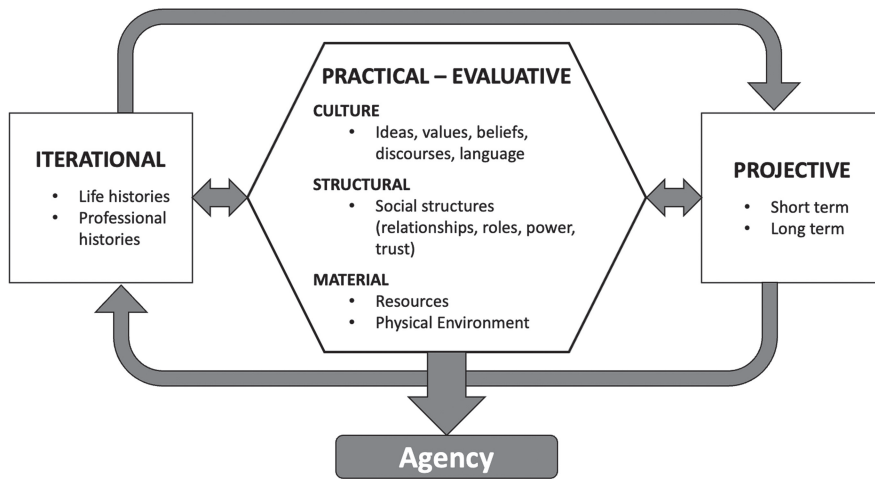 PRACTICAL – EVALUATIVE
CULTURE
• Ideas, values, beliefs,
discourses, language
STRUCTURAL
• Social structures
(relationships, roles, power,
trust)
MATERIAL
• Resources
• Physical Environment
ITERATIONAL
• Life histories
• Professional
histories
PROJECTIVE
• Short term
• Long term
Agency